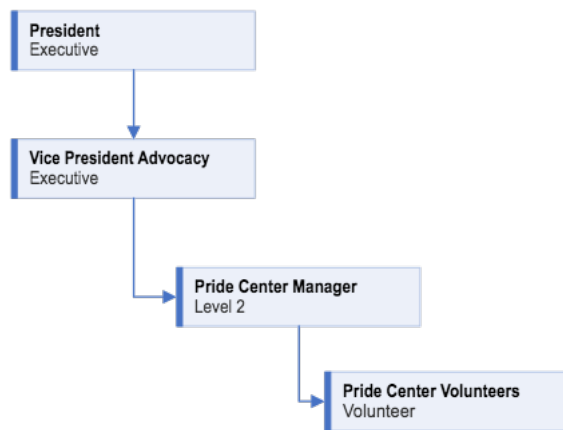 President
Executive
Vice President Advocacy
Executive
Pride Center Manager
Level 2
Pride Center Volunteers
Volunteer